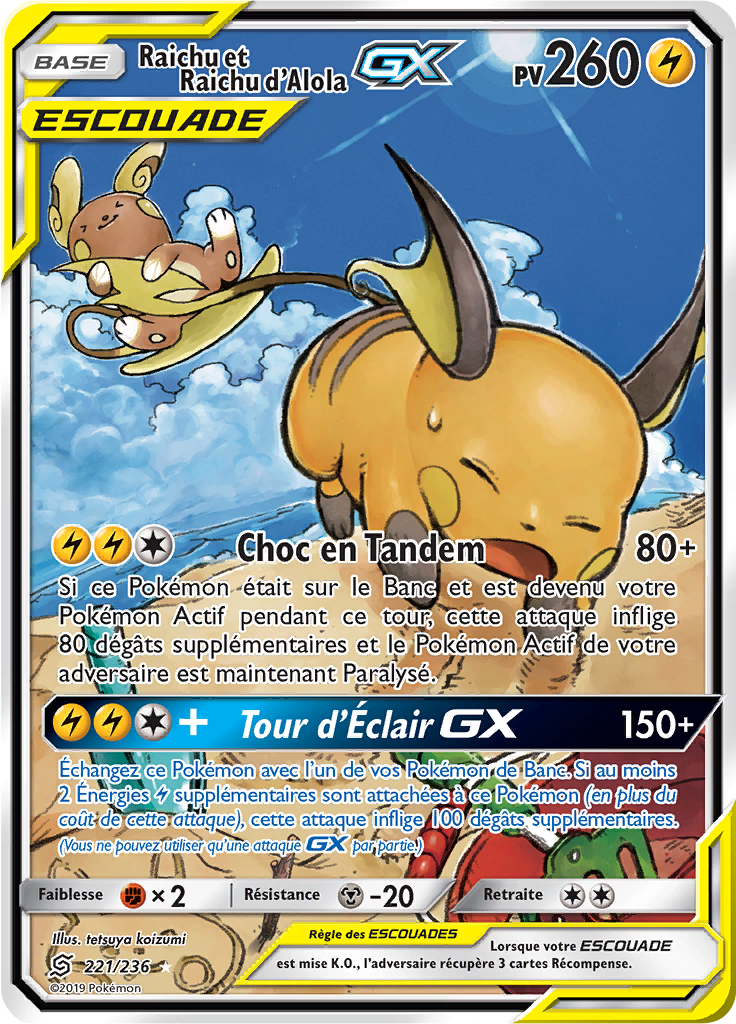 BASE
Raichu et
Raichu d'Alola GX
PV260
ESCOUADE
Choc en Tandem 80+
Si ce Pokémon était sur le Banc et est devenu votre
Pokémon Actif pendant ce tour, cette attaque inflige
80 dégâts supplémentaires et le Pokémon Actif de votre
adversaire est maintenant Paralysé.
+ Tour d'Éclair GX 150+
Échangez ce Pokémon avec l'un de vos Pokémon de Banc. Si au moins
2 Énergies supplémentaires sont attachées à ce Pokémon (en plus du
coût de cette attaque), cette attaque inflige 100 dégâts supplémentaires.
(Vous ne pouvez utiliser qu'une attaque GX par partie.)
Faiblesse ×2 Résistance -20 Retraite
Illus. tetsuya koizumi
221/236
©2019 Pokémon
Règle des ESCOUADES
Lorsque votre ESCOUADE
est mise K.O., l'adversaire récupère 3 cartes Récompense.